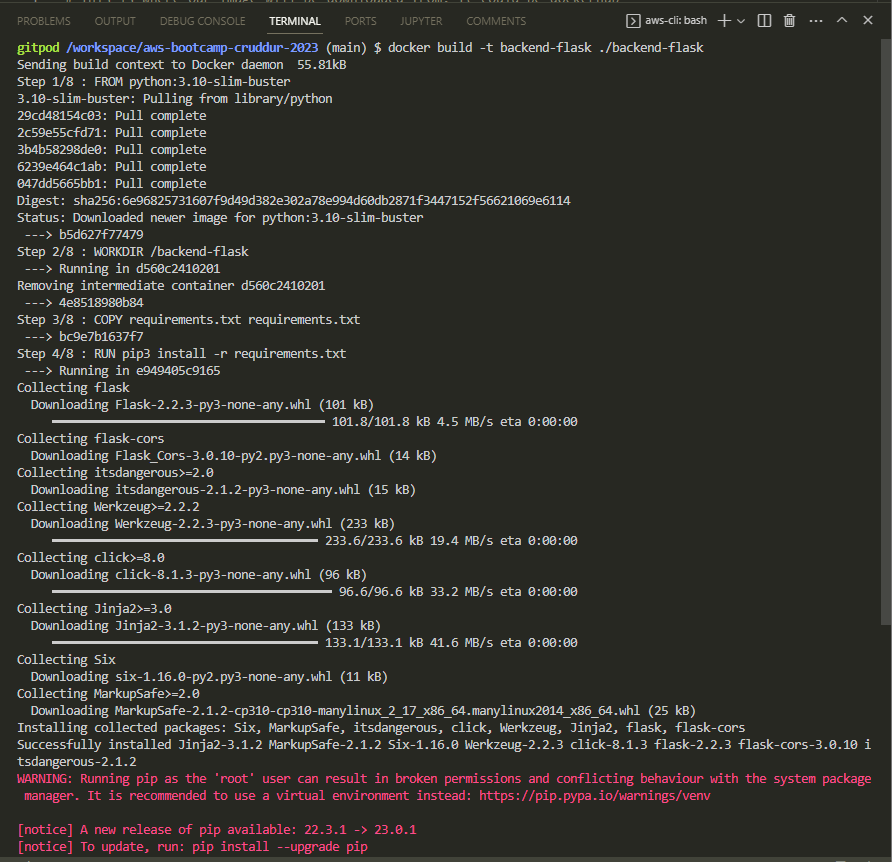 PROBLEMS OUTPUT DEBUG CONSOLE TERMINAL PORTS JUPYTER COMMENTS aws-cli: bash
gitpod /workspace/aws-bootcamp-cruddur-2023 (main) $ docker build -t backend-flask ./backend-flask
Sending build context to Docker daemon  55.81kB
Step 1/8 : FROM python:3.10-slim-buster
3.10-slim-buster: Pulling from library/python
29cd48154c03: Pull complete
2c59e55cfd71: Pull complete
3b4b58298de0: Pull complete
6239e464c1ab: Pull complete
047dd5665bb1: Pull complete
Digest: sha256:6e96825731607f9d49d382e302a78e994d60db2871f3447152f56621069e6114
Status: Downloaded newer image for python:3.10-slim-buster
 ---> b5d627f77479
Step 2/8 : WORKDIR /backend-flask
 ---> Running in d560c2410201
Removing intermediate container d560c2410201
 ---> 4e8518980b84
Step 3/8 : COPY requirements.txt requirements.txt
 ---> bc9e7b1637f7
Step 4/8 : RUN pip3 install -r requirements.txt
 ---> Running in e949405c9165
Collecting flask
  Downloading Flask-2.2.3-py3-none-any.whl (101 kB)
101.8/101.8 kB 4.5 MB/s eta 0:00:00
Collecting flask-cors
  Downloading Flask_Cors-3.0.10-py2.py3-none-any.whl (14 kB)
Collecting itsdangerous>=2.0
  Downloading itsdangerous-2.1.2-py3-none-any.whl (15 kB)
Collecting Werkzeug>=2.2.2
  Downloading Werkzeug-2.2.3-py3-none-any.whl (233 kB)
233.6/233.6 kB 19.4 MB/s eta 0:00:00
Collecting click>=8.0
  Downloading click-8.1.3-py3-none-any.whl (96 kB)
96.6/96.6 kB 33.2 MB/s eta 0:00:00
Collecting Jinja2>=3.0
  Downloading Jinja2-3.1.2-py3-none-any.whl (133 kB)
133.1/133.1 kB 41.6 MB/s eta 0:00:00
Collecting Six
  Downloading six-1.16.0-py2.py3-none-any.whl (11 kB)
Collecting MarkupSafe>=2.0
  Downloading MarkupSafe-2.1.2-cp310-cp310-manylinux_2_17_x86_64.manylinux2014_x86_64.whl (25 kB)
Installing collected packages: Six, MarkupSafe, itsdangerous, click, Werkzeug, Jinja2, flask, flask-cors
Successfully installed Jinja2-3.1.2 MarkupSafe-2.1.2 Six-1.16.0 Werkzeug-2.2.3 click-8.1.3 flask-2.2.3 flask-cors-3.0.10 i
tsdangerous-2.1.2
WARNING: Running pip as the 'root' user can result in broken permissions and conflicting behaviour with the system package
 manager. It is recommended to use a virtual environment instead: https://pip.pypa.io/warnings/venv
[notice] A new release of pip available: 22.3.1 -> 23.0.1
[notice] To update, run: pip install --upgrade pip